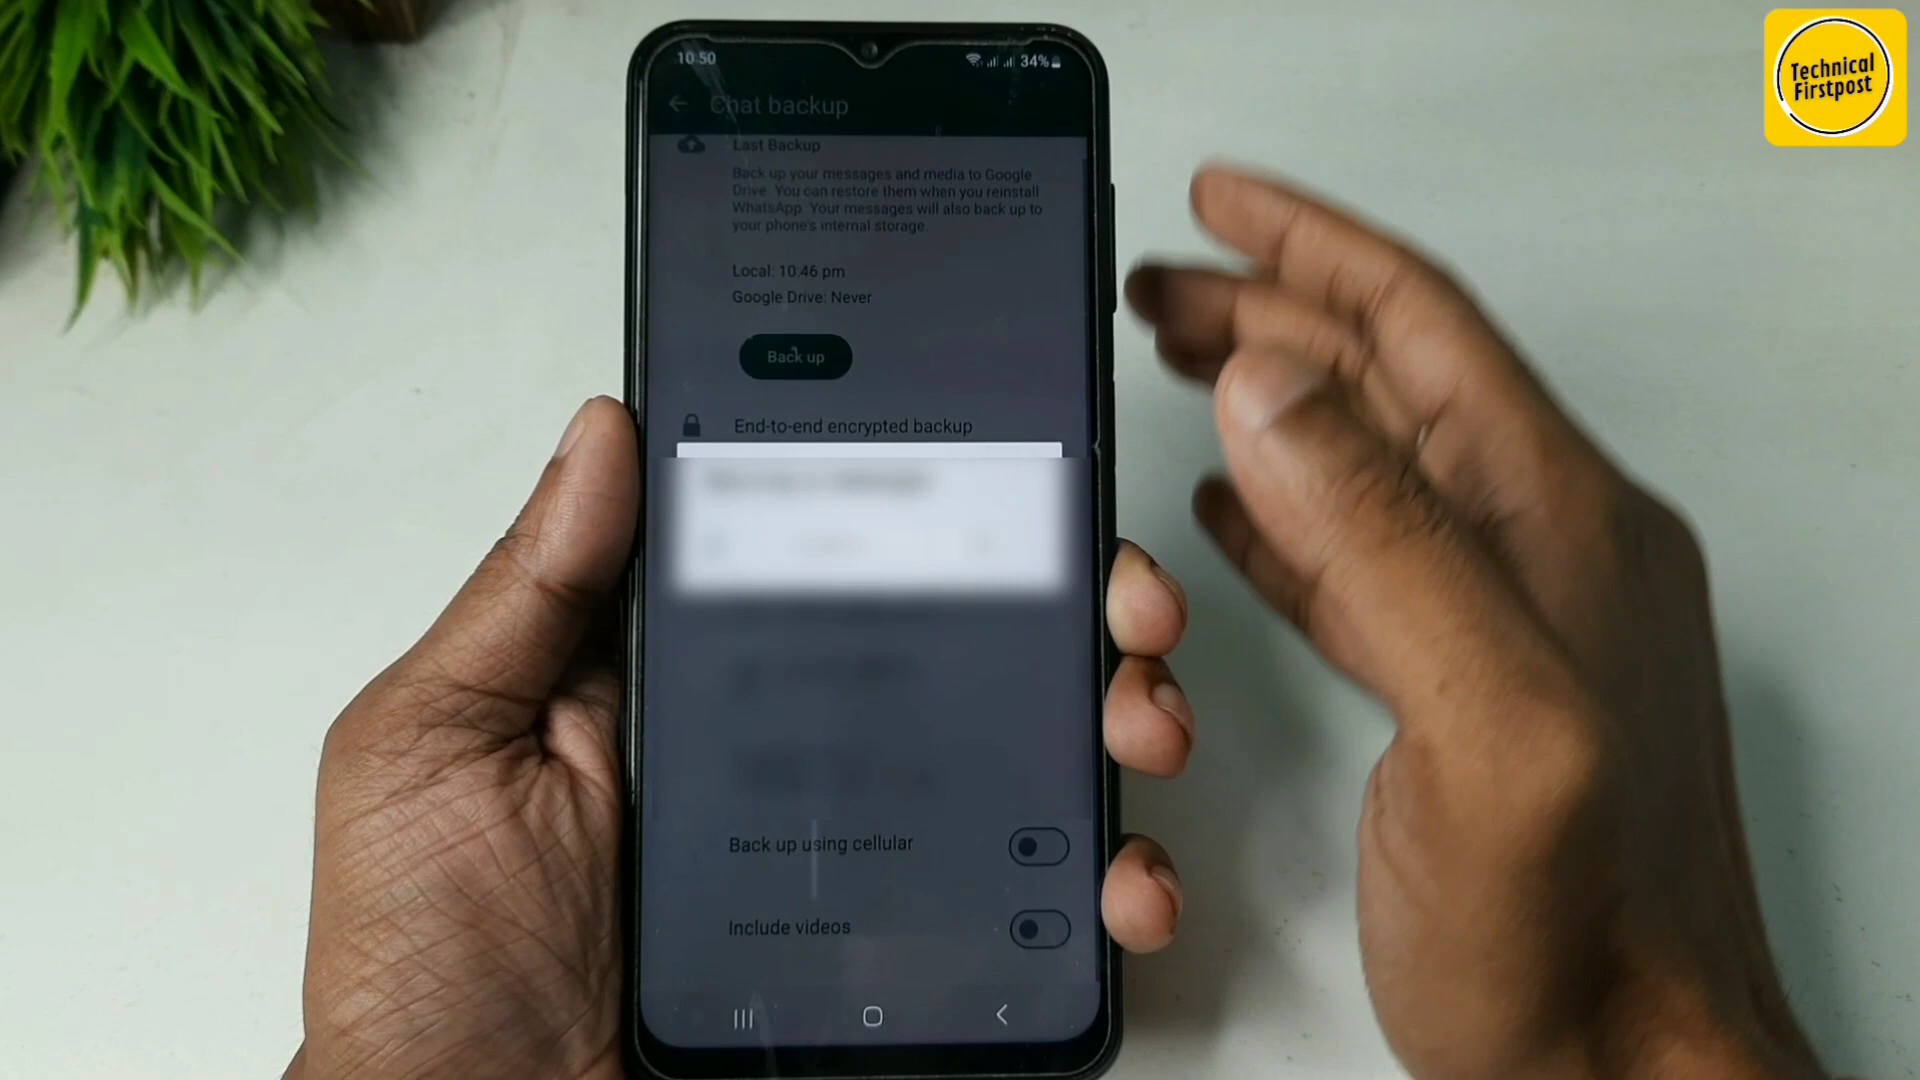 Technical
Firstpost
10:50
34%
Chat backup
Last Backup
Back up your messages and media to Google
Drive. You can restore them when you reinstall
WhatsApp. Your messages will also back up to
your phone's internal storage.
Local: 10:46 pm
Google Drive: Never
Back up
End-to-end encrypted backup
Back up using cellular
Include videos